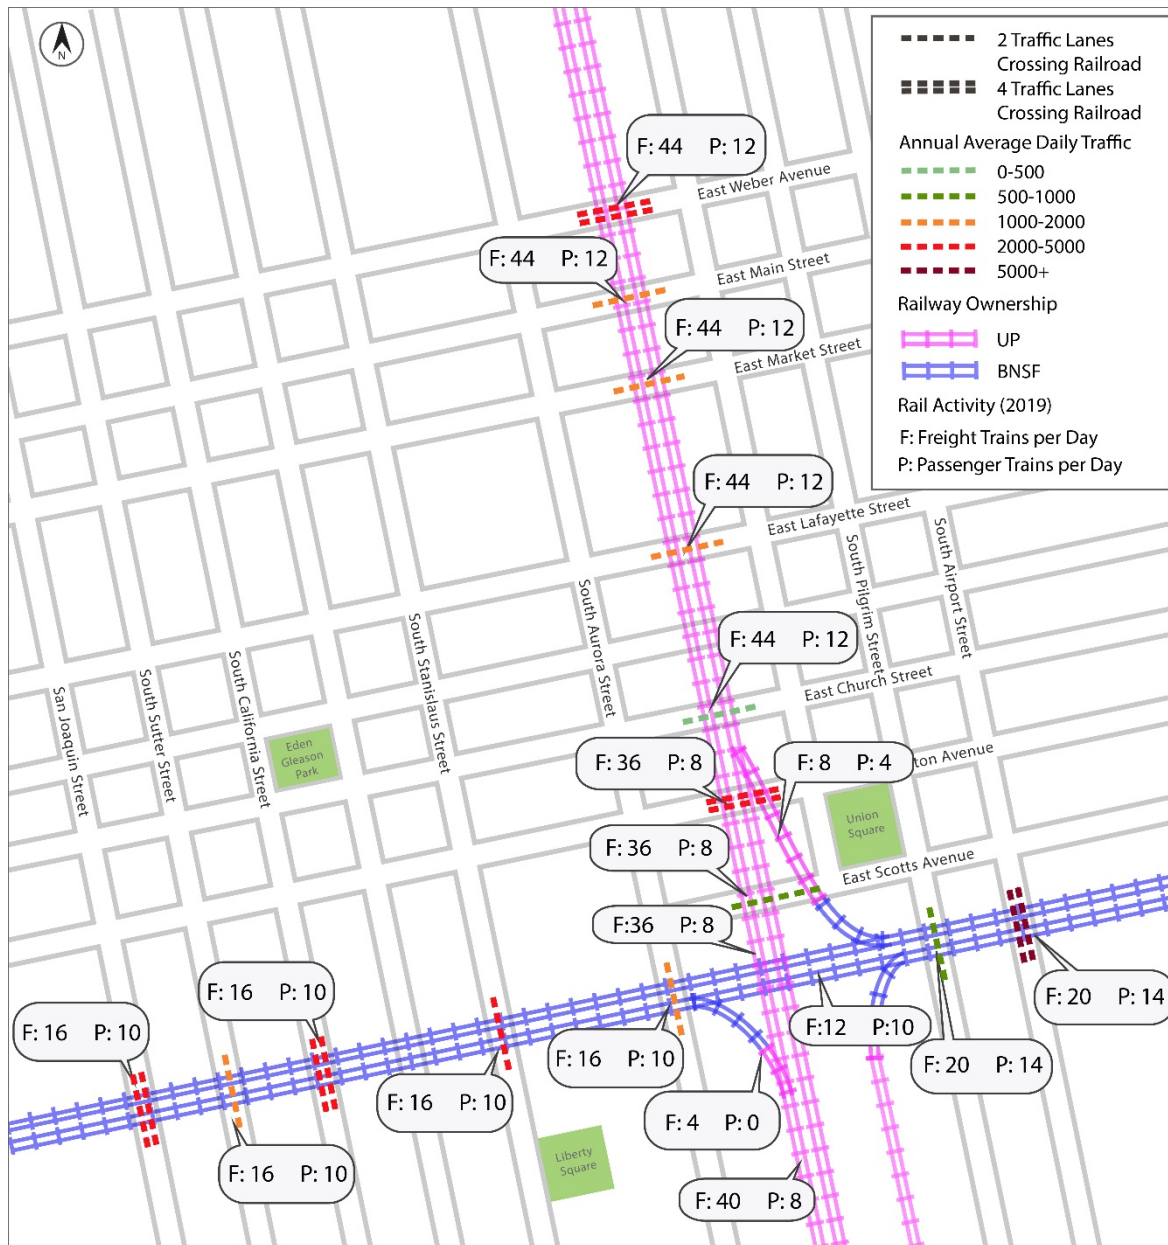 N
2 Traffic Lanes
Crossing Railroad
4 Traffic Lanes
Crossing Railroad
Annual Average Daily Traffic
0-500
500-1000
1000-2000
2000-5000
5000+
Railway Ownership
UP
BNSF
Rail Activity (2019)
F: Freight Trains per Day
P: Passenger Trains per Day
F: 44 P: 12
East Weber Avenue
F: 44 P: 12
East Main Street
F: 44 P: 12
East Market Street
F: 44 P: 12
East Lafayette Street
South Aurora Street
South Pilgrim Street
South Airport Street
South Stanislaus Street
South California Street
South Sutter Street
San Joaquin Street
F: 44 P: 12
East Church Street
Eden
Gleason
Park
F: 36 P: 8
F: 8 P: 4
ton Avenue
Union
Square
F: 36 P: 8
East Scotts Avenue
F:36 P: 8
F: 16 P: 10
F: 16 P: 10
F: 16 P: 10
F: 16 P: 10
F: 16 P: 10
F:12 P:10
F: 20 P: 14
F: 20 P: 14
F: 4 P: 0
Liberty
Square
F: 40 P: 8